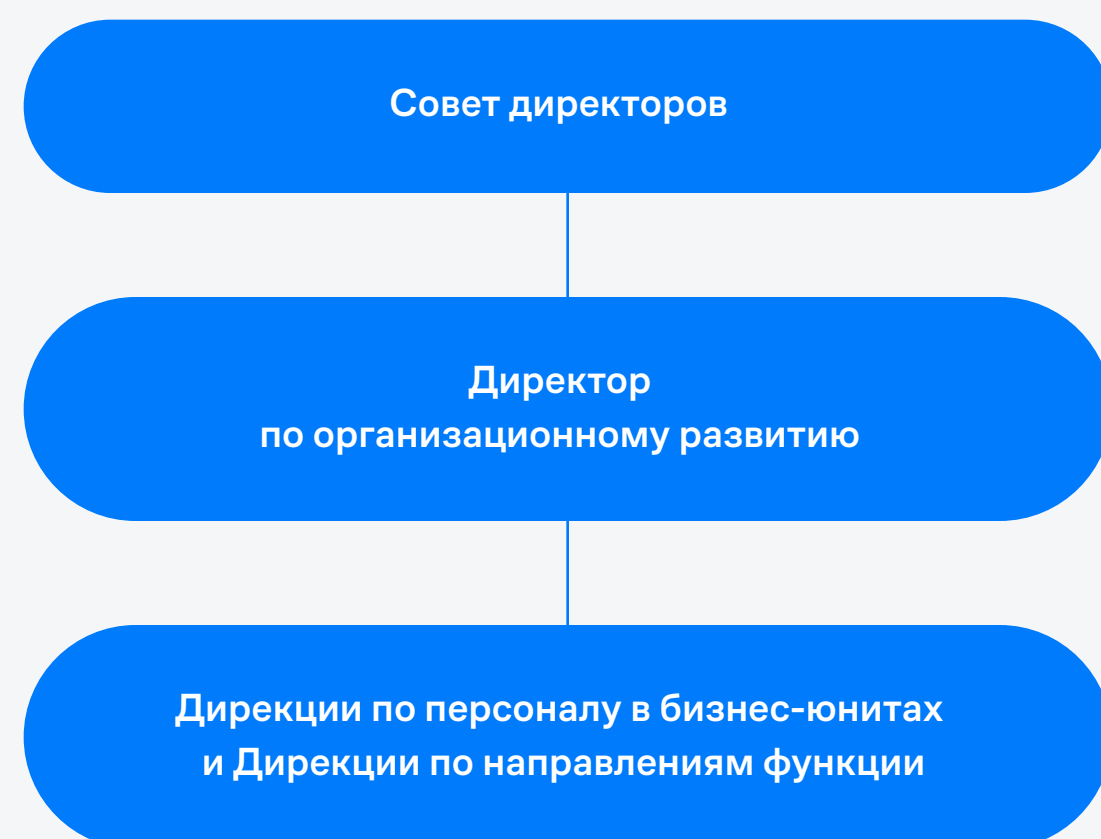 Совет директоров
Директор
по организационному развитию
Дирекции по персоналу в бизнес-юнитах
и Дирекции по направлениям функции